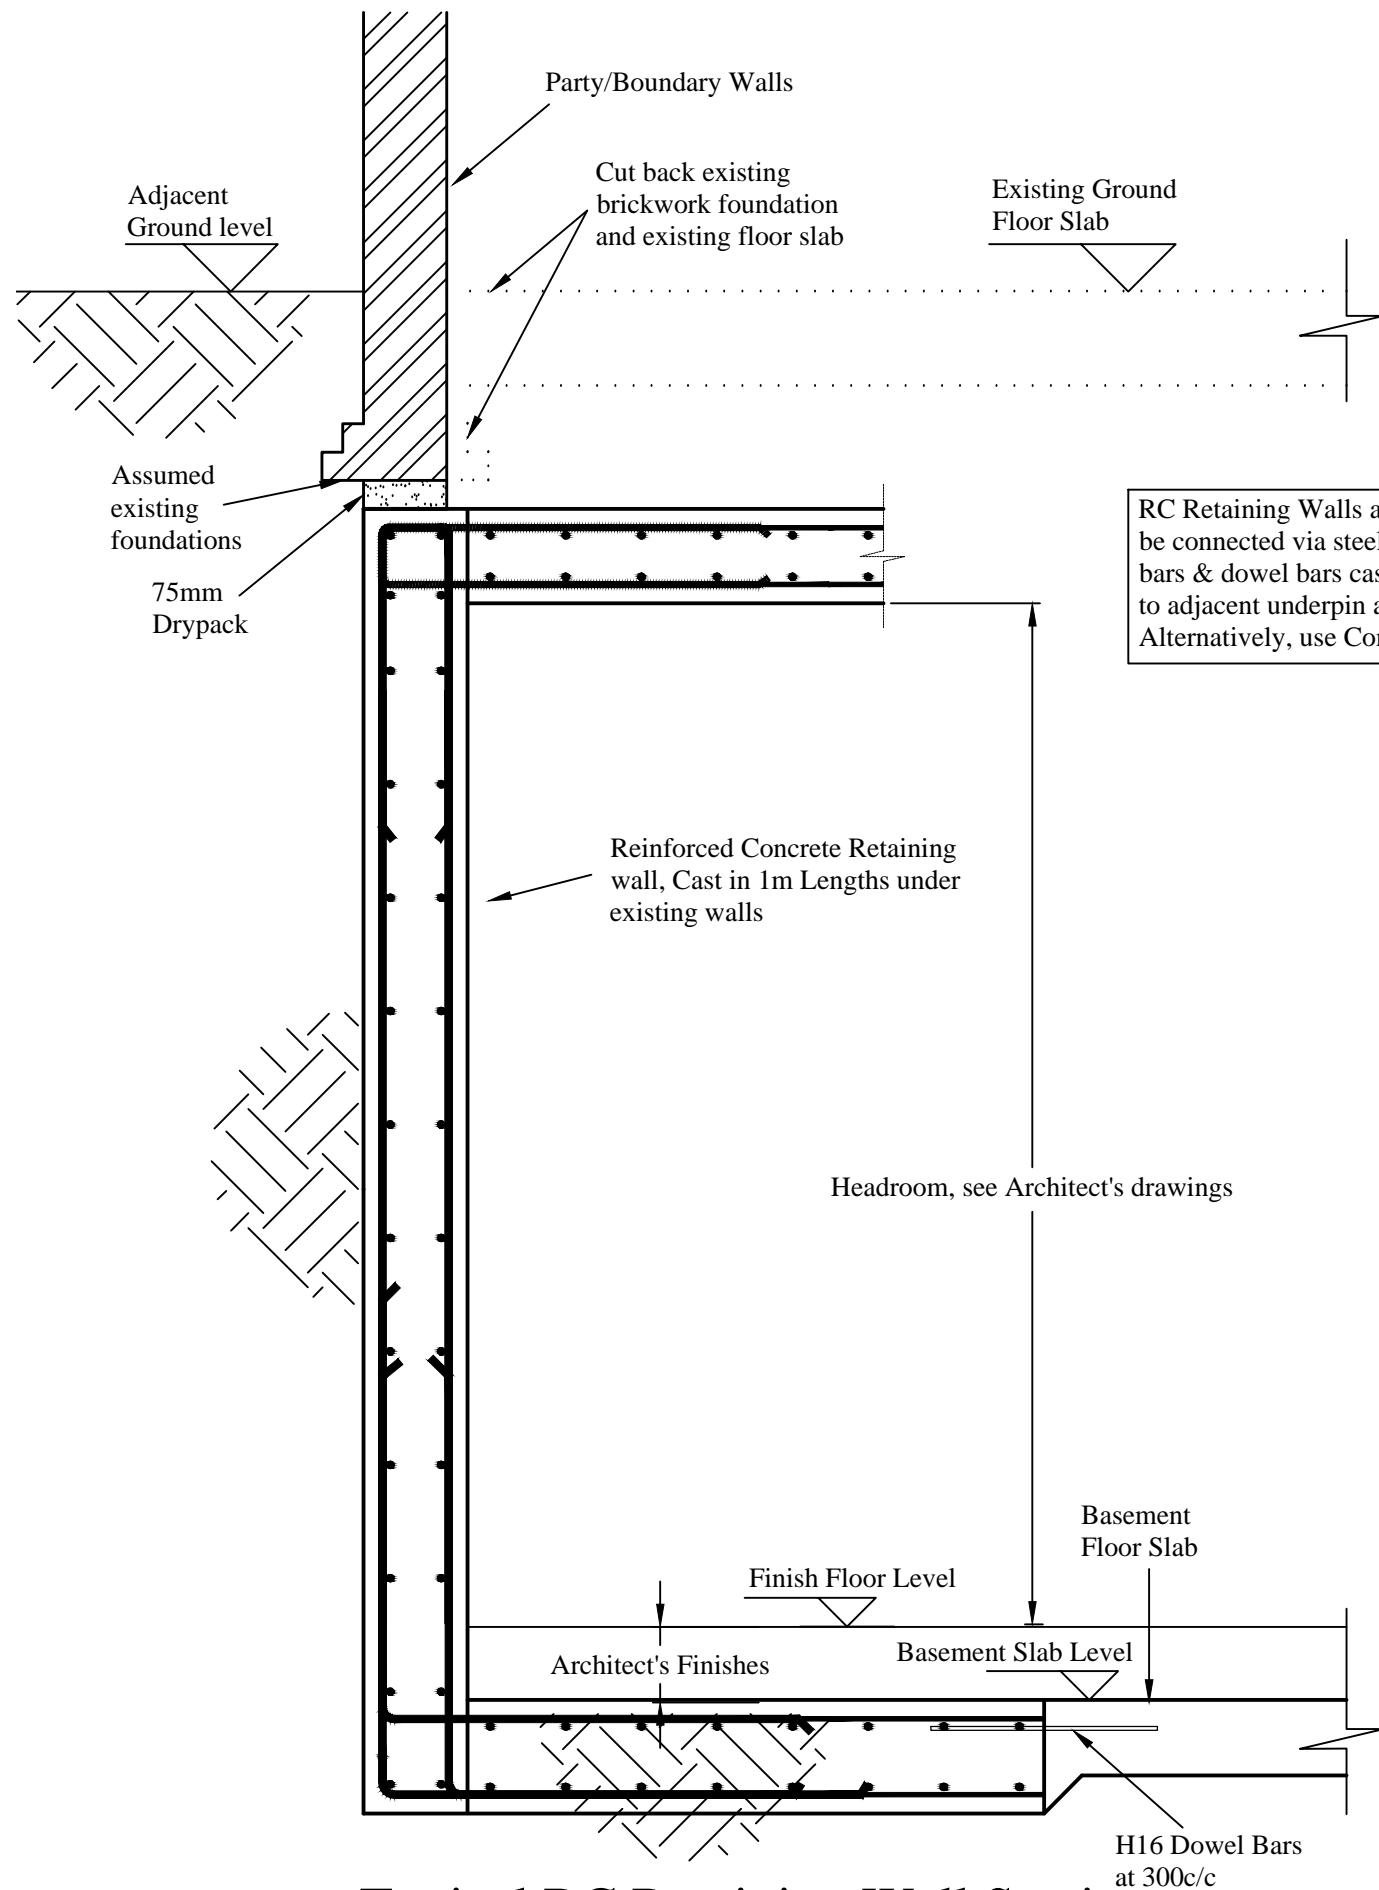 Party/Boundary Walls
Cut back existing
brickwork foundation
and existing floor slab
Adjacent
Ground level
Existing Ground
Floor Slab
Assumed
existing
foundations
75mm
Drypack
RC Retaining Walls
be connected via steel
bars & dowel bars
to adjacent underpin
Alternatively, use
Reinforced Concrete Retaining
wall, Cast in 1m Lengths under
existing walls
Headroom, see Architect's drawings
Basement
Floor Slab
Finish Floor Level
Architect's Finishes
Basement Slab Level
H16 Dowel Bars
at 300c/c